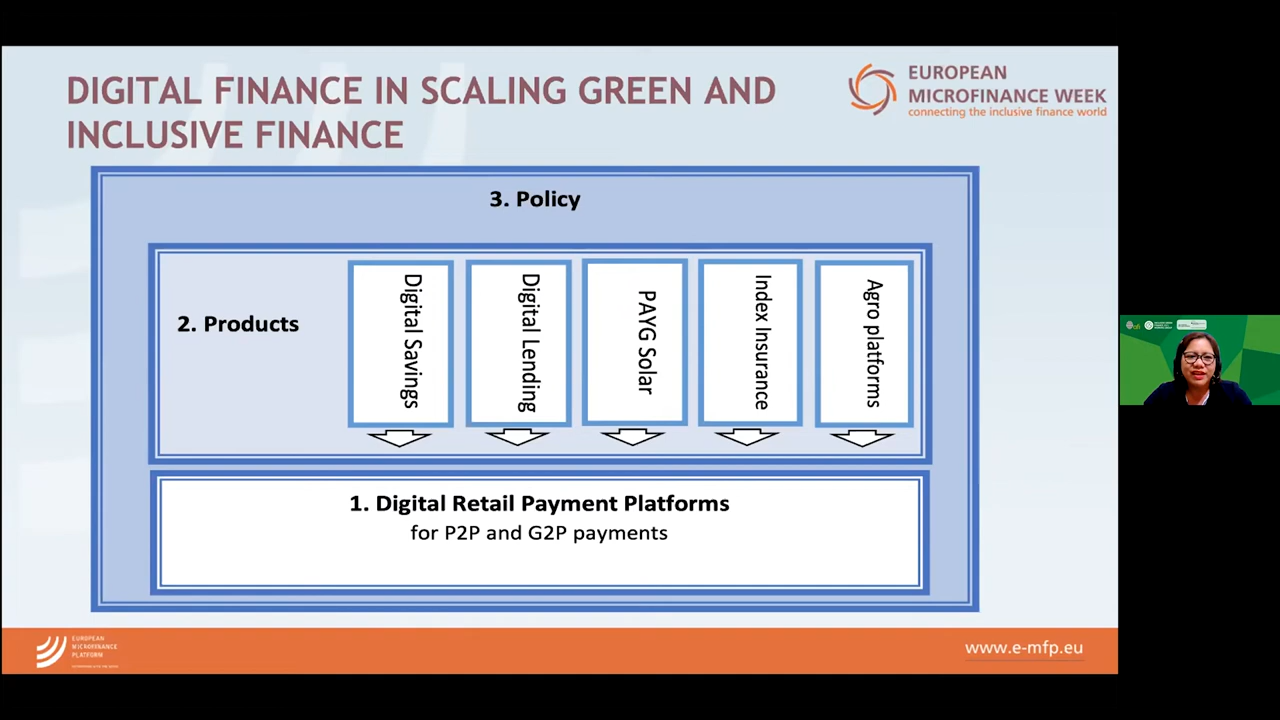 DIGITAL FINANCE IN SCALING GREEN AND
INCLUSIVE FINANCE
EUROPEAN
MICROFINANCE WEEK
connecting the inclusive finance world
3. Policy
2. Products
Digital Savings
Digital Lending
PAYG Solar
Index Insurance
Agro platforms
1. Digital Retail Payment Platforms
for P2P and G2P payments
EUROPEAN
MICROFINANCE
PLATFORM
www.e-mfp.eu